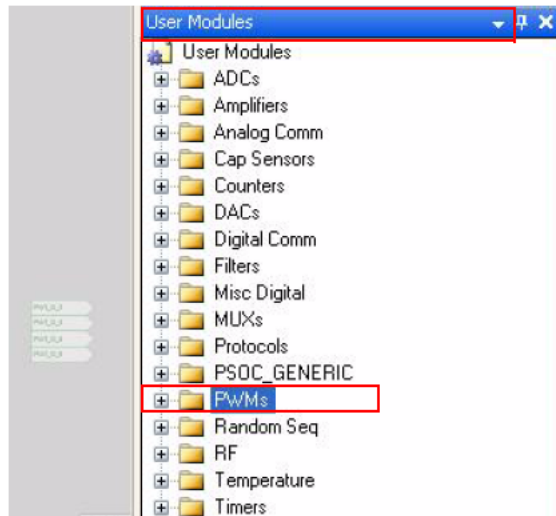 User Modules
User Modules
ADCs
Amplifiers
Analog Comm
Cap Sensors
Counters
DACs
Digital Comm
Filters
Misc Digital
MUXs
Protocols
PSOC_GENERIC
PWMs
Random Seq
RF
Temperature
Timers